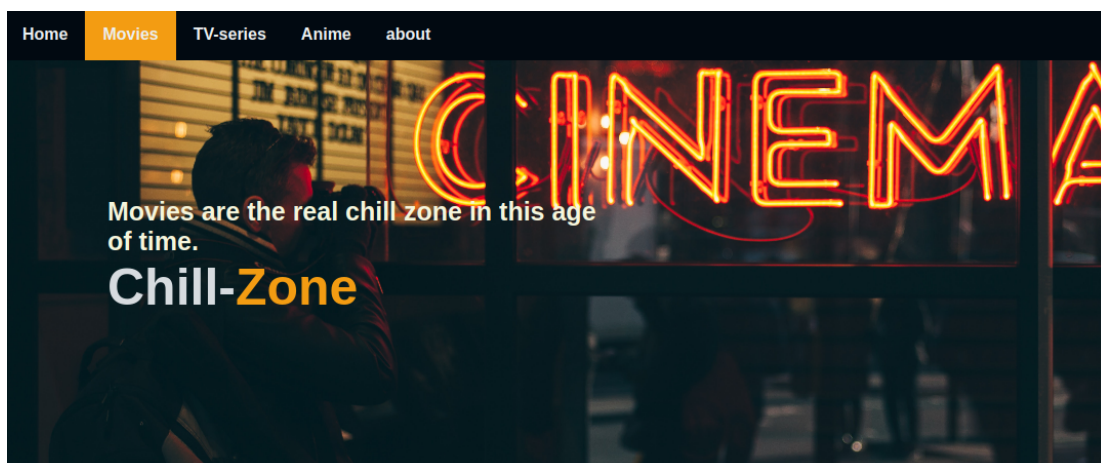 Home Movies TV-series Anime about
CINEMA
Movies are the real chill zone in this age
of time.
Chill-Zone